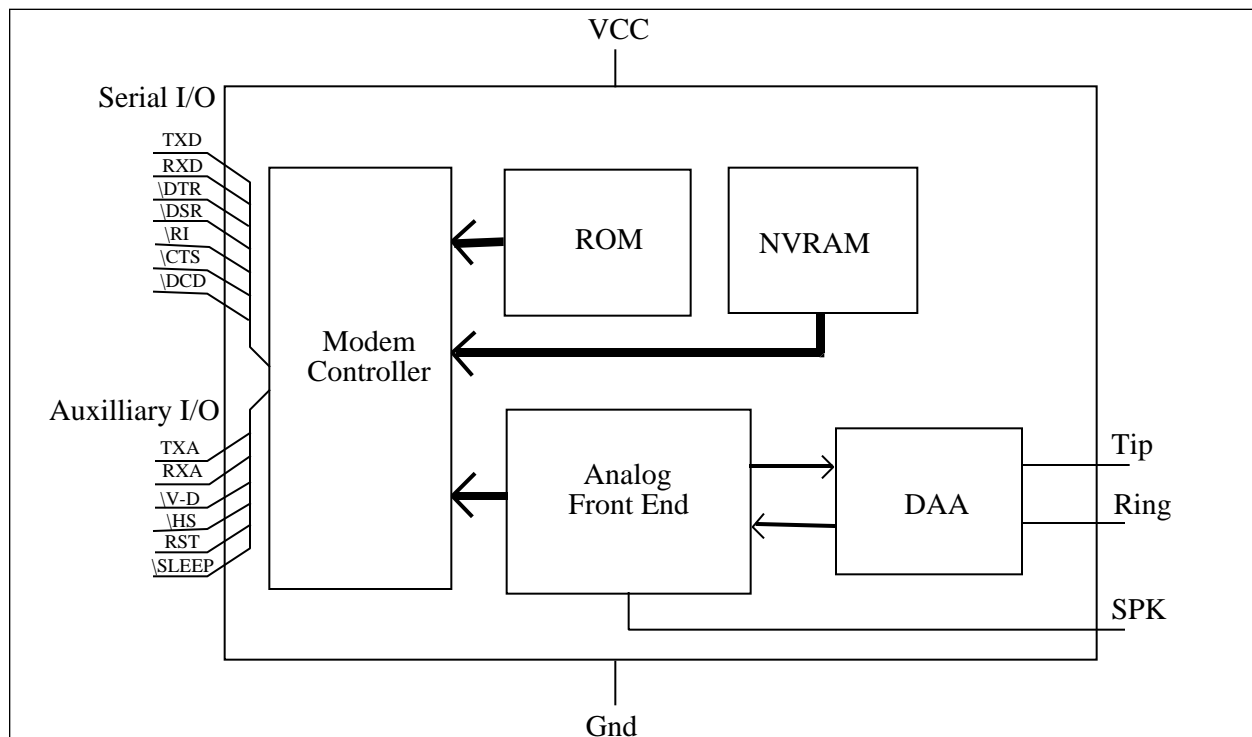 VCC
Serial I/O
TXD
RXD
\DTR
\DSR
\RI
\CTS
\DCD
ROM
NVRAM
Modem
Controller
Auxilliary I/O
TXA
RXA
\V-D
\HS
RST
\SLEEP
Analog
Front End
DAA
Tip
Ring
SPK
Gnd